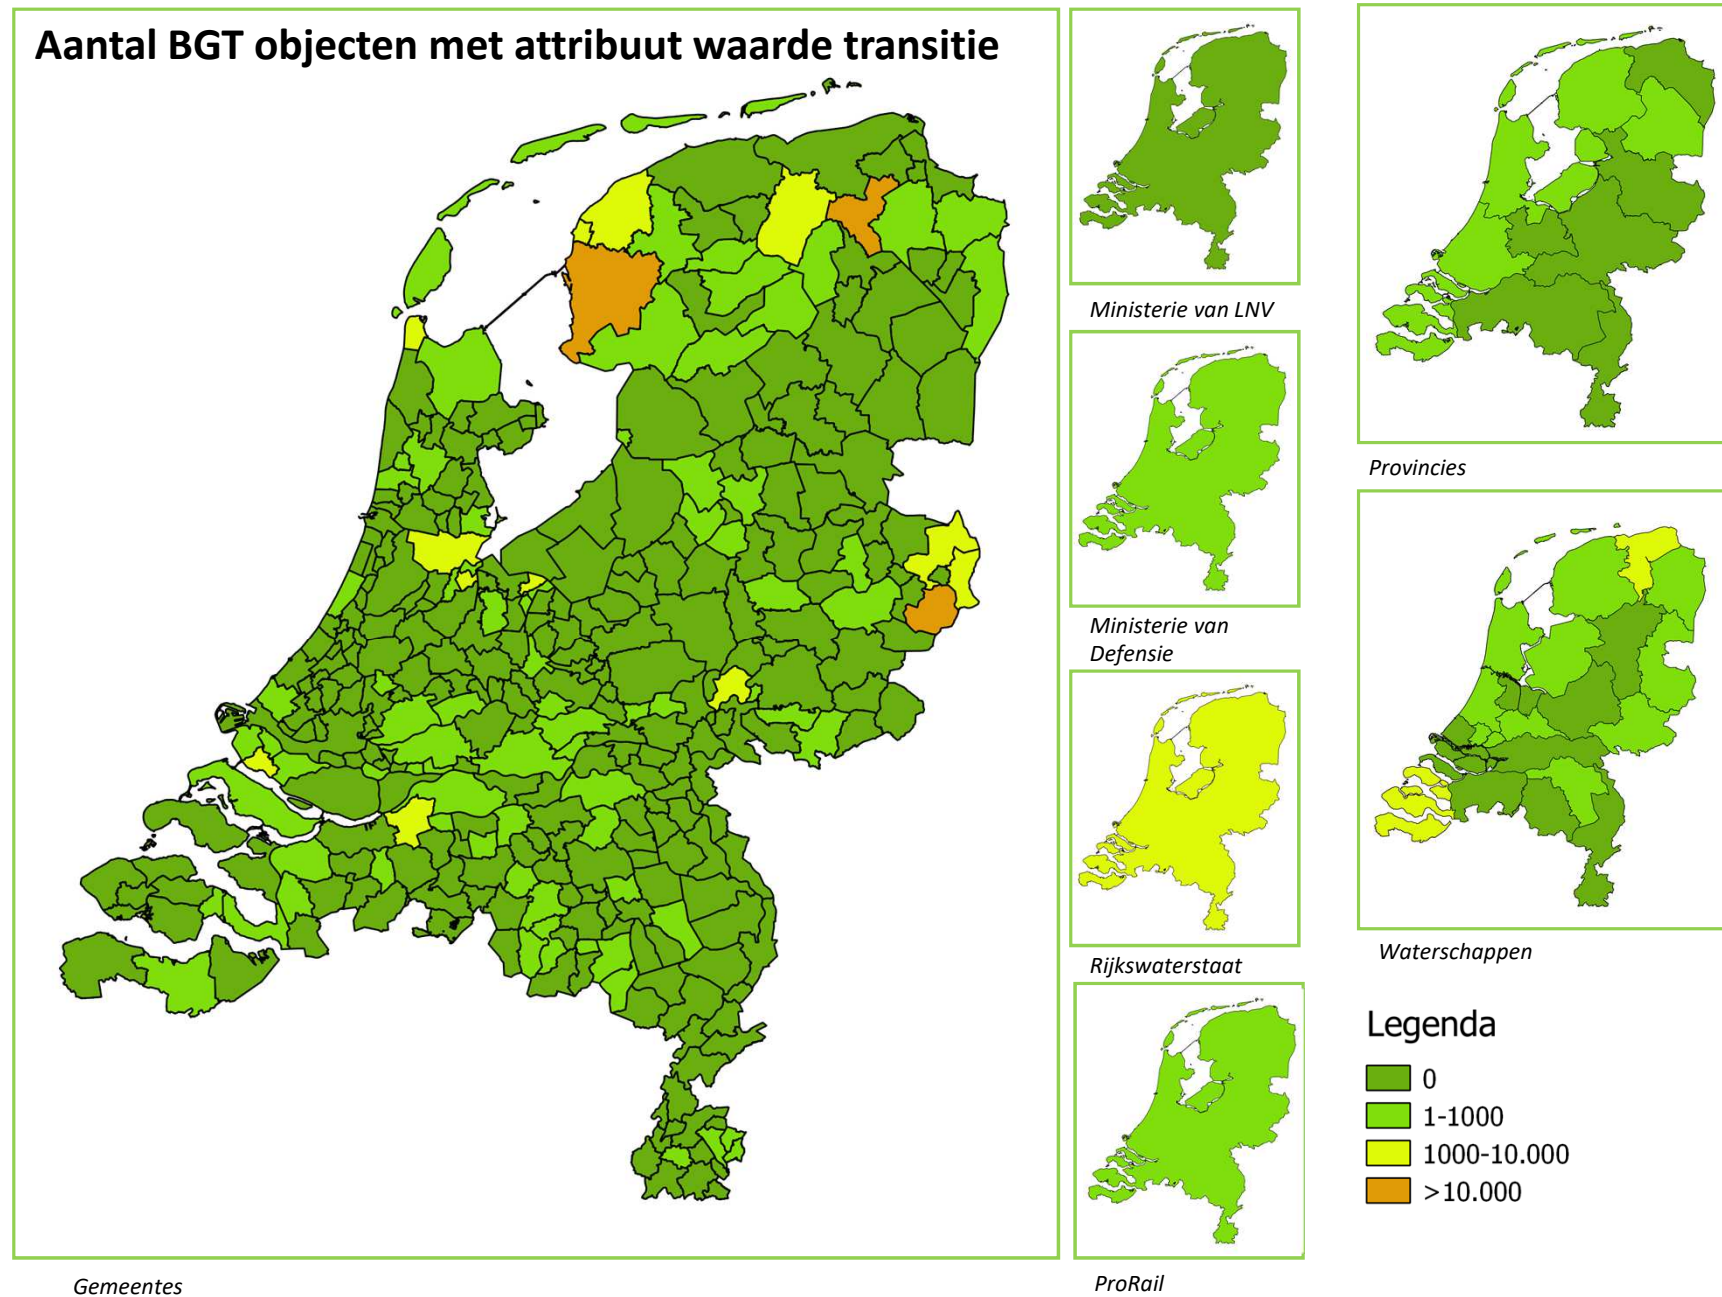 Aantal BGT objecten met attribuut waarde transitie
Gemeentes
Ministerie van LNV
Ministerie van
Defensie
Rijkswaterstaat
ProRail
Provincies
Waterschappen
Legenda
0
1-1000
1000-10.000
>10.000